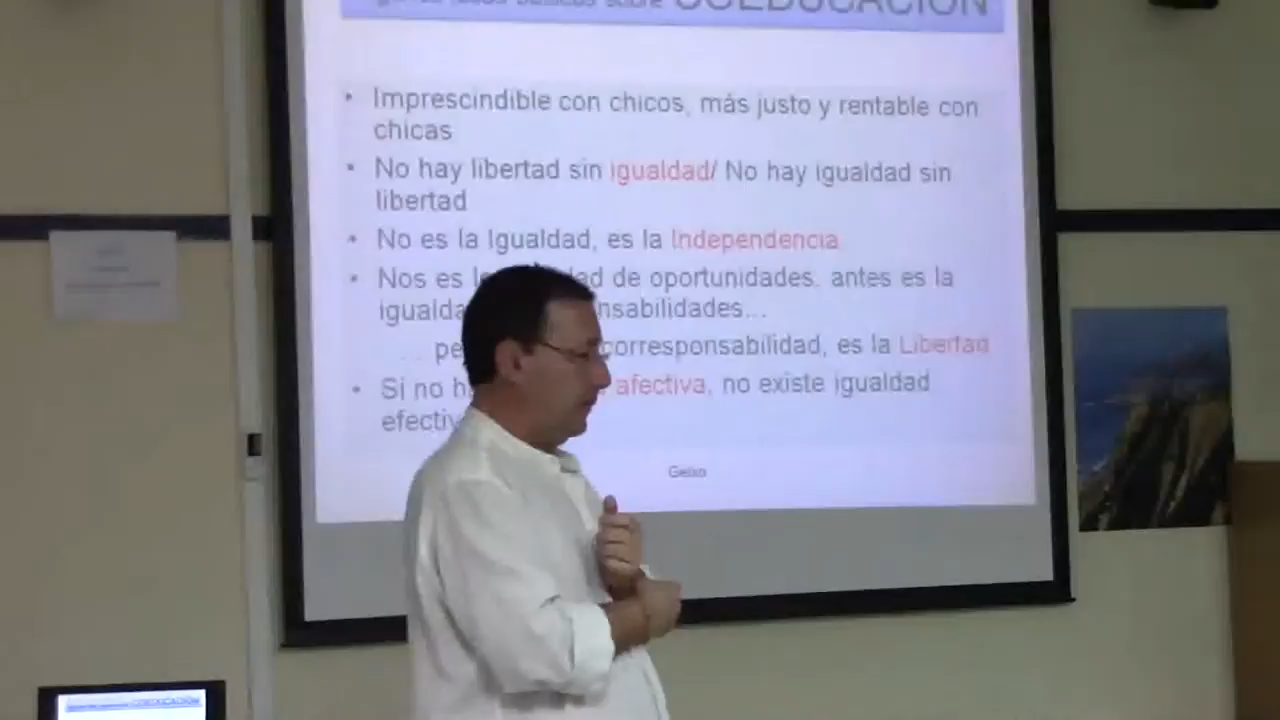 COEDUCACIÓN
Imprescindible con chicos, más justo y rentable con
chicas
No hay libertad sin igualdad/ No hay igualdad sin
libertad
No es la Igualdad, es la Independencia
Nos es de oportunidades. antes es la
...
corresponsabilidad, es la Libertad
Si no afectiva, no existe igualdad
COEDUCACIÓN